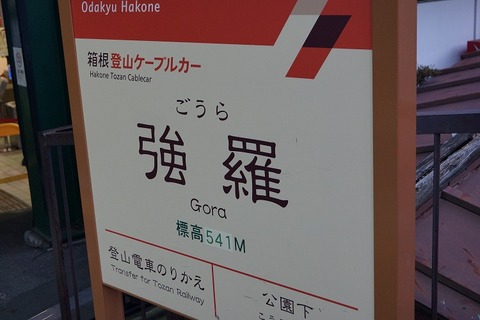 Odakyu Hakone
箱根登山ケーブルカー
Hakone Tozan Cablecar
ごうら
強羅
Gora
標高541M
登山電車のりかえ
Transfer for Tozan Railway
公園下